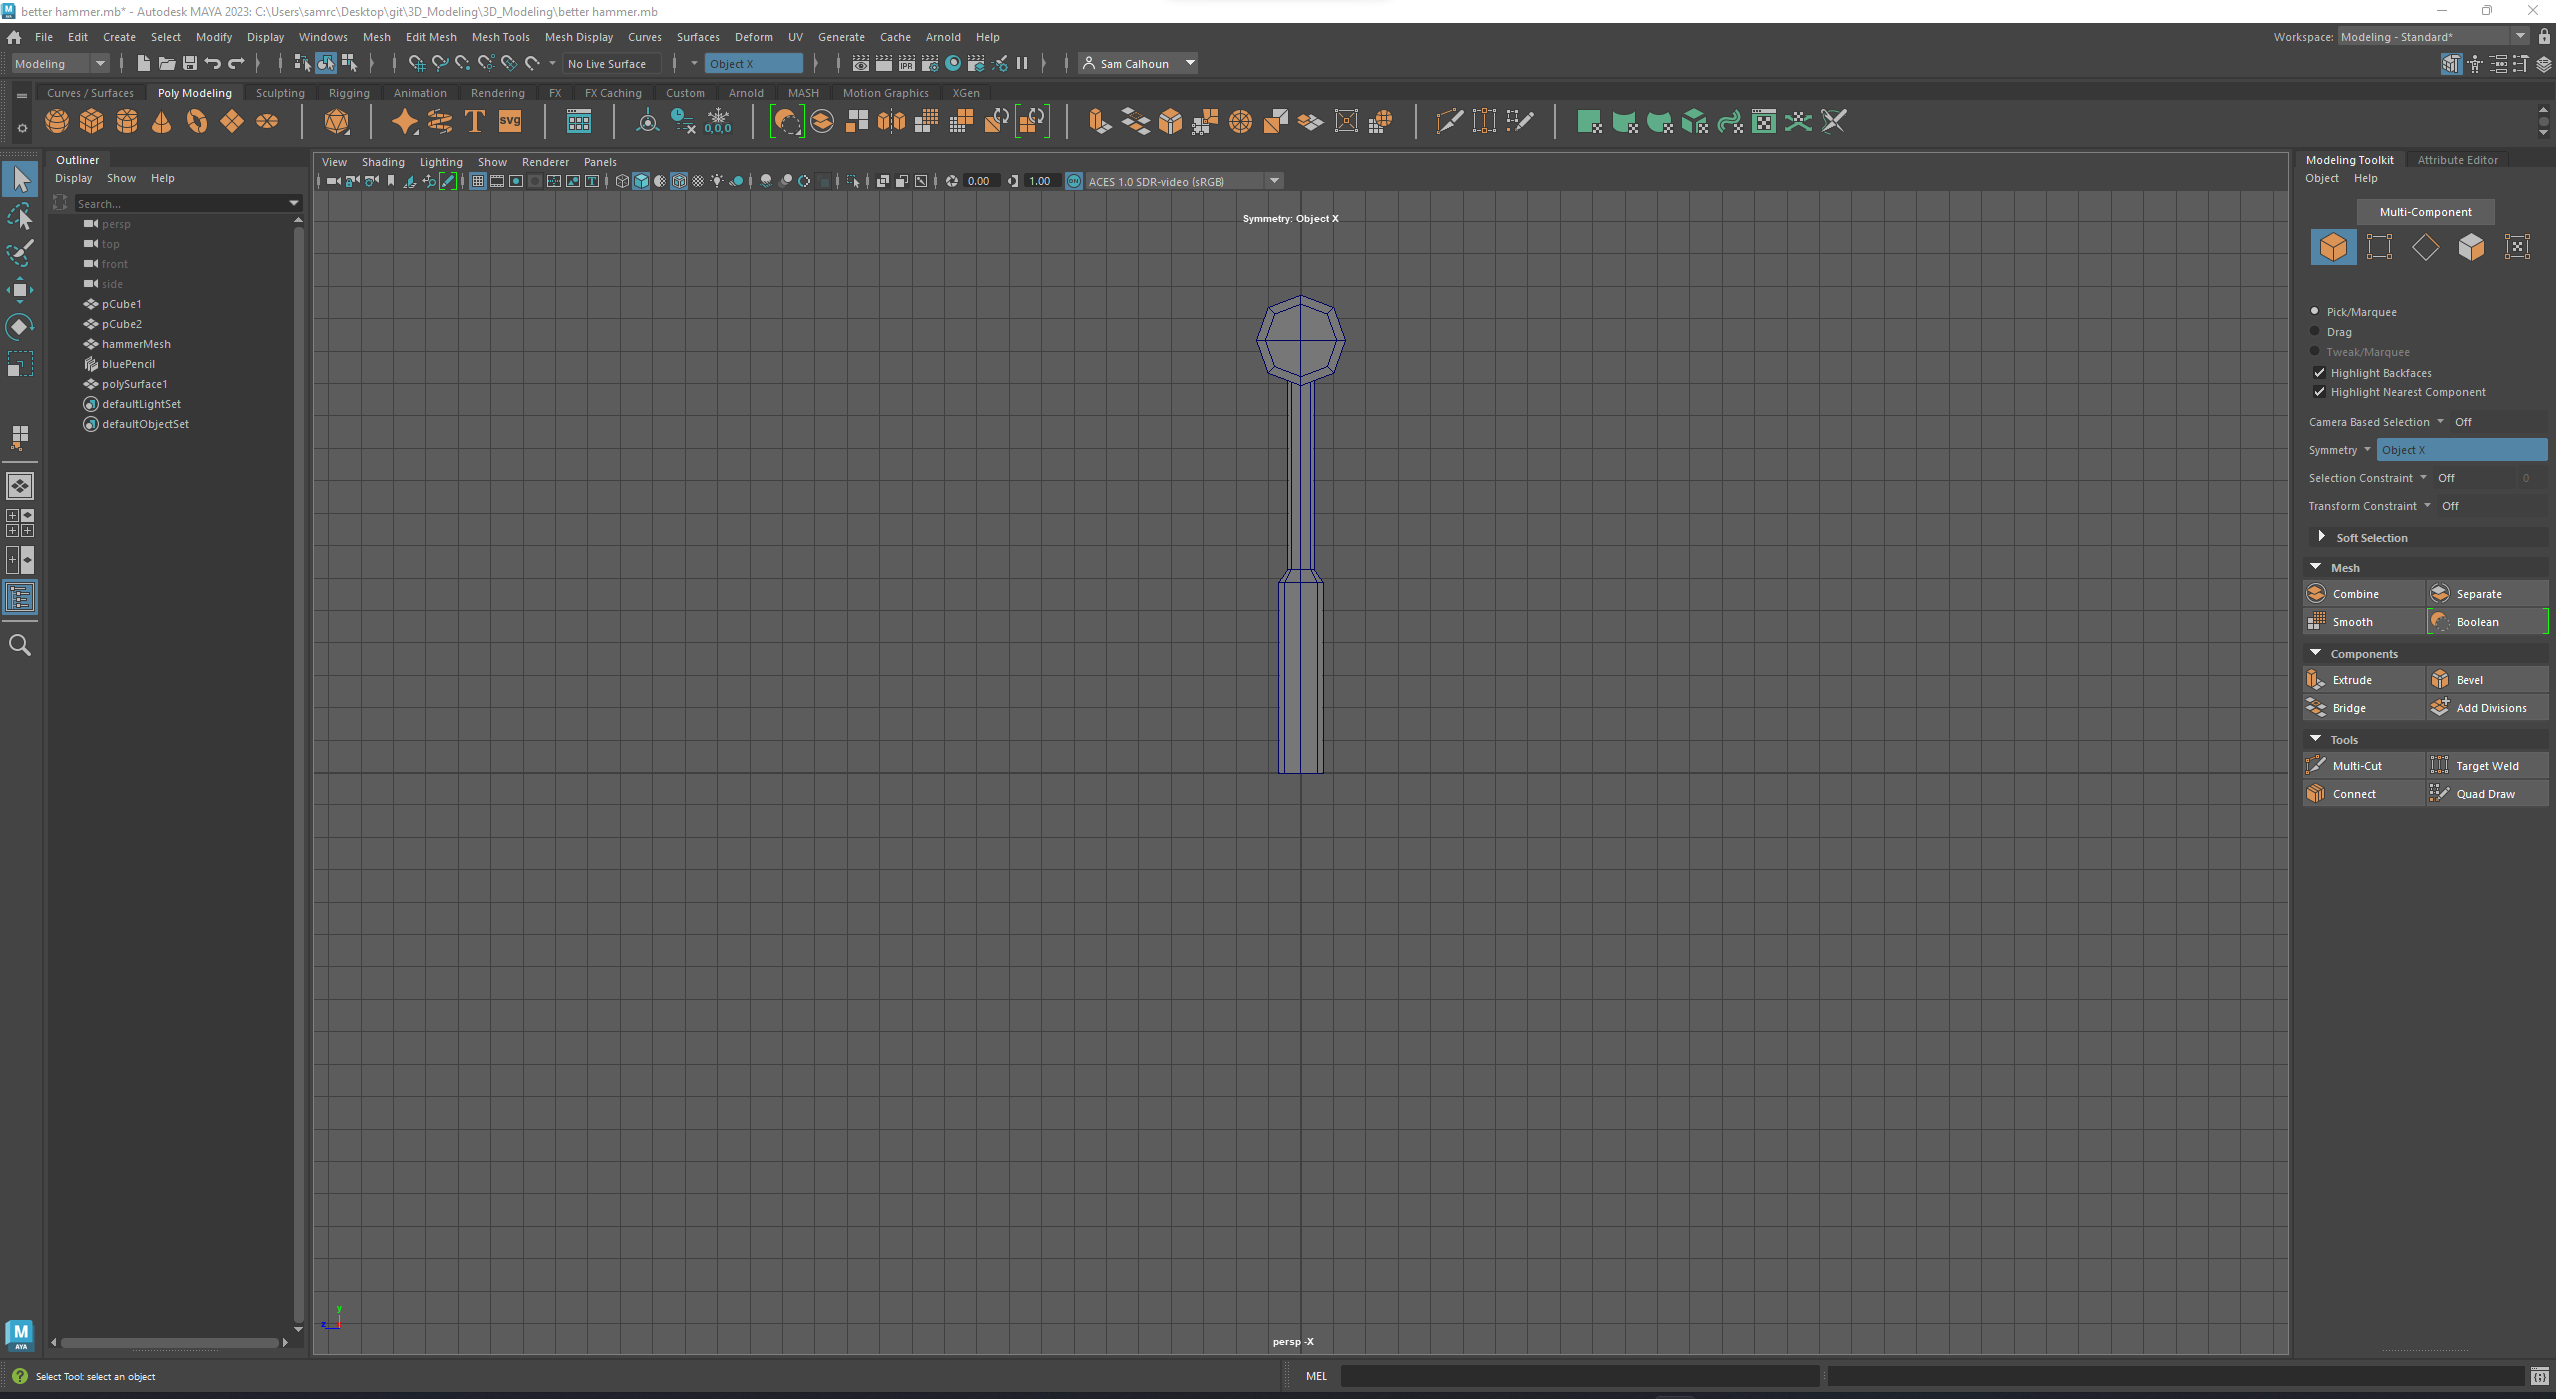 better hammer.mb* - Autodesk MAYA 2023: C:\Users\samrc\Desktop\git\3D_Modeling\3D_Modeling\better hammer.mb
File Edit Create Select Modify Display Windows Mesh Edit Mesh Mesh Tools Mesh Display Curves Surfaces Deform UV Generate Cache Arnold Help Workspace: Modeling - Standard*
Modeling No Live Surface Object X Sam Calhoun
Curves / Surfaces Poly Modeling Sculpting Rigging Animation Rendering FX FX Caching Custom Arnold MASH Motion Graphics XGen
T svg 0,0,0 IPR
Outliner
Display Show Help
Search...
persp
top
front
side
pCube1
pCube2
hammerMesh
bluePencil
polySurface1
defaultLightSet
defaultObjectSet
View Shading Lighting Show Renderer Panels
0.00 1.00 ON ACES 1.0 SDR-video (sRGB)
Symmetry: Object X
y
z
persp -X
Modeling Toolkit Attribute Editor
Object Help
Multi-Component
Pick/Marquee
Drag
Tweak/Marquee
Highlight Backfaces
Highlight Nearest Component
Camera Based Selection Off
Symmetry Object X
Selection Constraint Off 0
Transform Constraint Off
Soft Selection
Mesh
Combine Separate
Smooth Boolean
Components
Extrude Bevel
Bridge Add Divisions
Tools
Multi-Cut Target Weld
Connect Quad Draw
M
AYA
Select Tool: select an object MEL